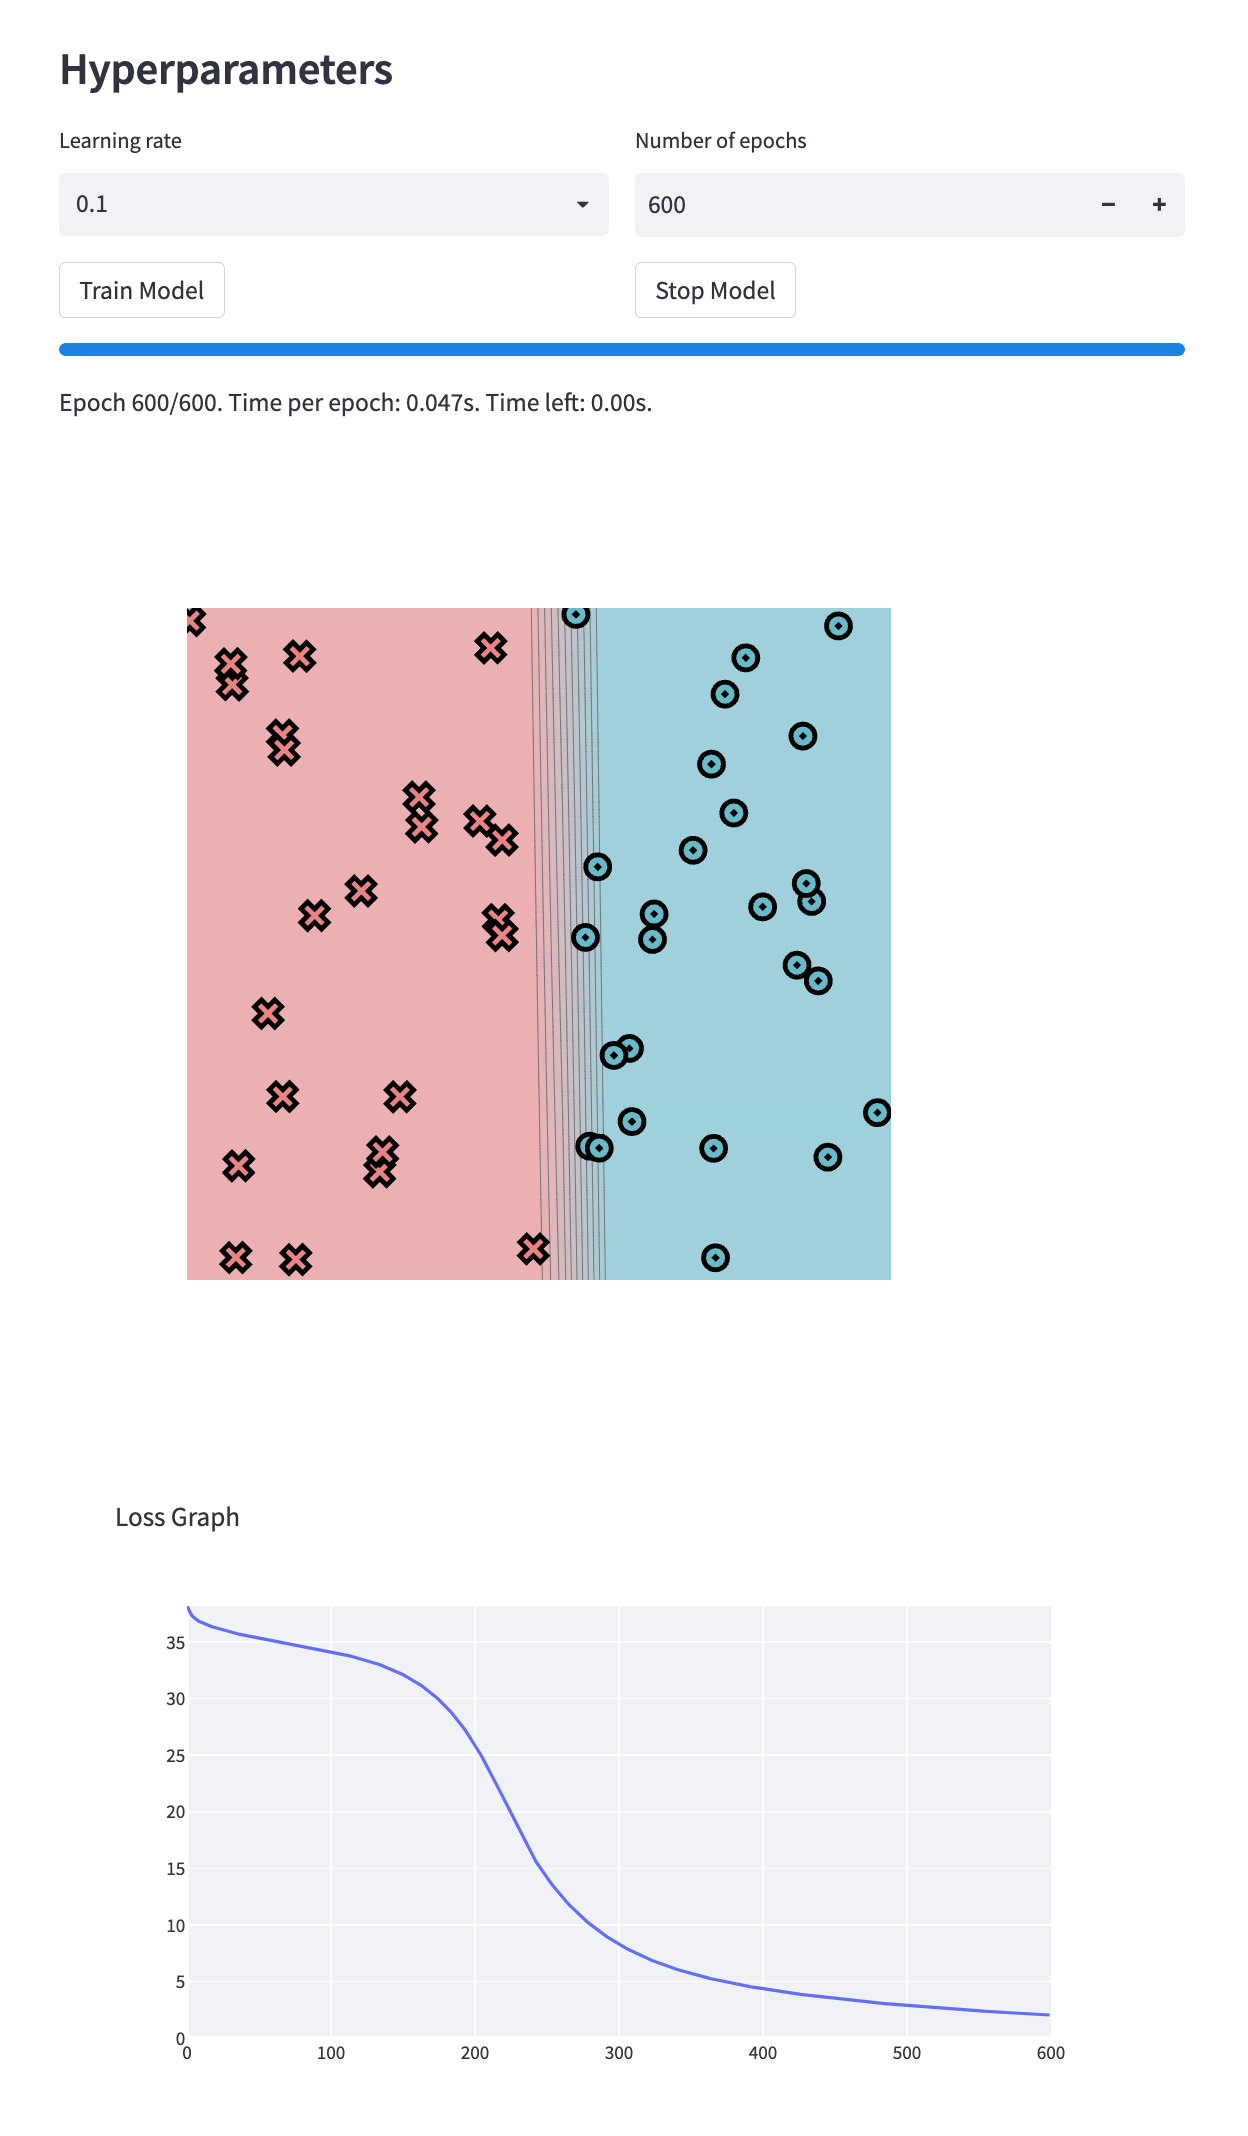 Hyperparameters
Learning rate
Number of epochs
0.1
600
Train Model
Stop Model
Epoch 600/600. Time per epoch: 0.047s. Time left: 0.00s.
Loss Graph
35
30
25
20
15
10
5
0
0 100 200 300 400 500 600